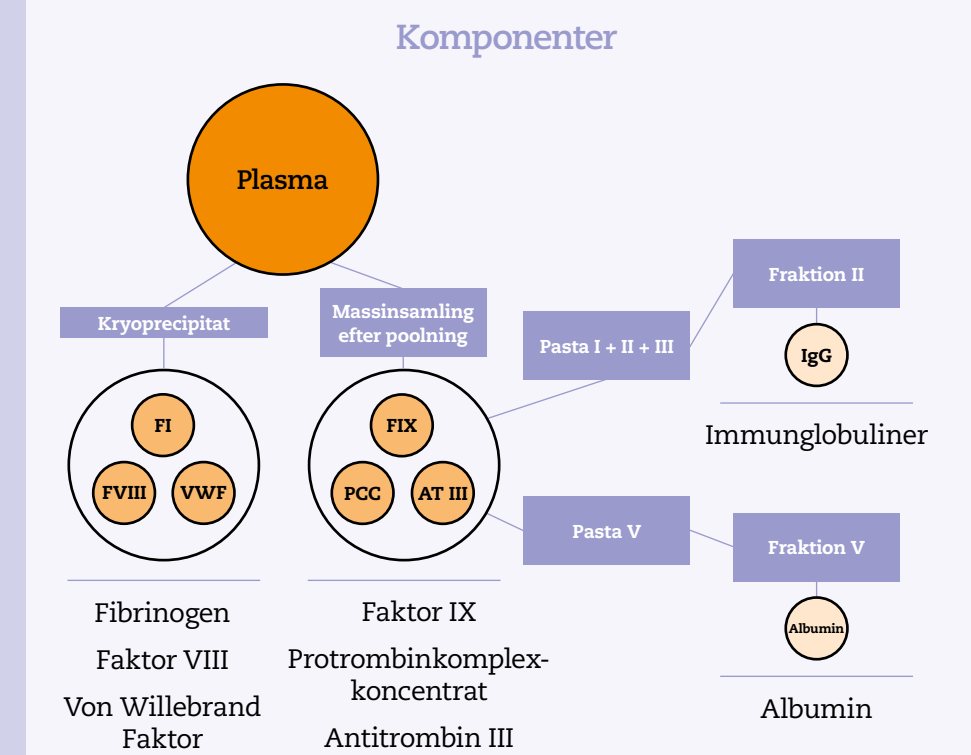 Komponenter
Plasma
Kryoprecipitat
FI
FVIII
VWF
Fibrinogen
Faktor VIII
Von Willebrand
Faktor
Massinsamling
efter poolning
FIX
PCC
AT III
Faktor IX
Protrombinkomplex-
koncentrat
Antitrombin III
Pasta I + II + III
Fraktion II
IgG
Immunglobuliner
Pasta V
Fraktion V
Albumin
Albumin